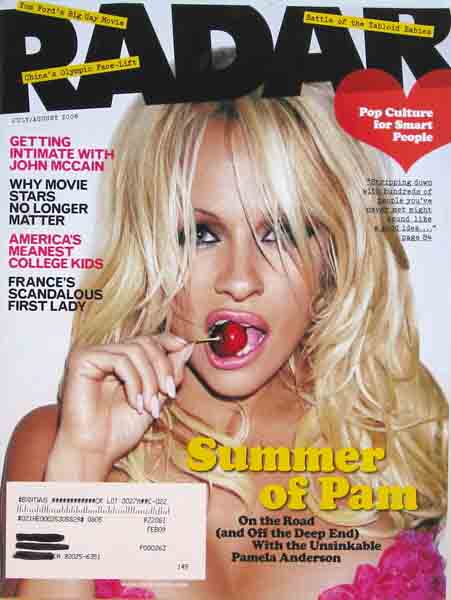 Tom Ford's Big Gay Movie
Battle of the Tabloid Babies
RADAR
China's Olympic Face-Lift
JULY/AUGUST 2008
Pop Culture
for Smart
People
GETTING
INTIMATE WITH
JOHN McCAIN
WHY MOVIE
STARS
NO LONGER
MATTER
AMERICA'S
MEANEST
COLLEGE KIDS
FRANCE'S
SCANDALOUS
FIRST LADY
"Stripping down
with hundreds of
people you've
never met might
sound like
a good idea..."
page 84
Summer
of Pam
On the Road
(and Off the Deep End)
With the Unsinkable
Pamela Anderson
LOT
0805
FEB09
P00026J
149